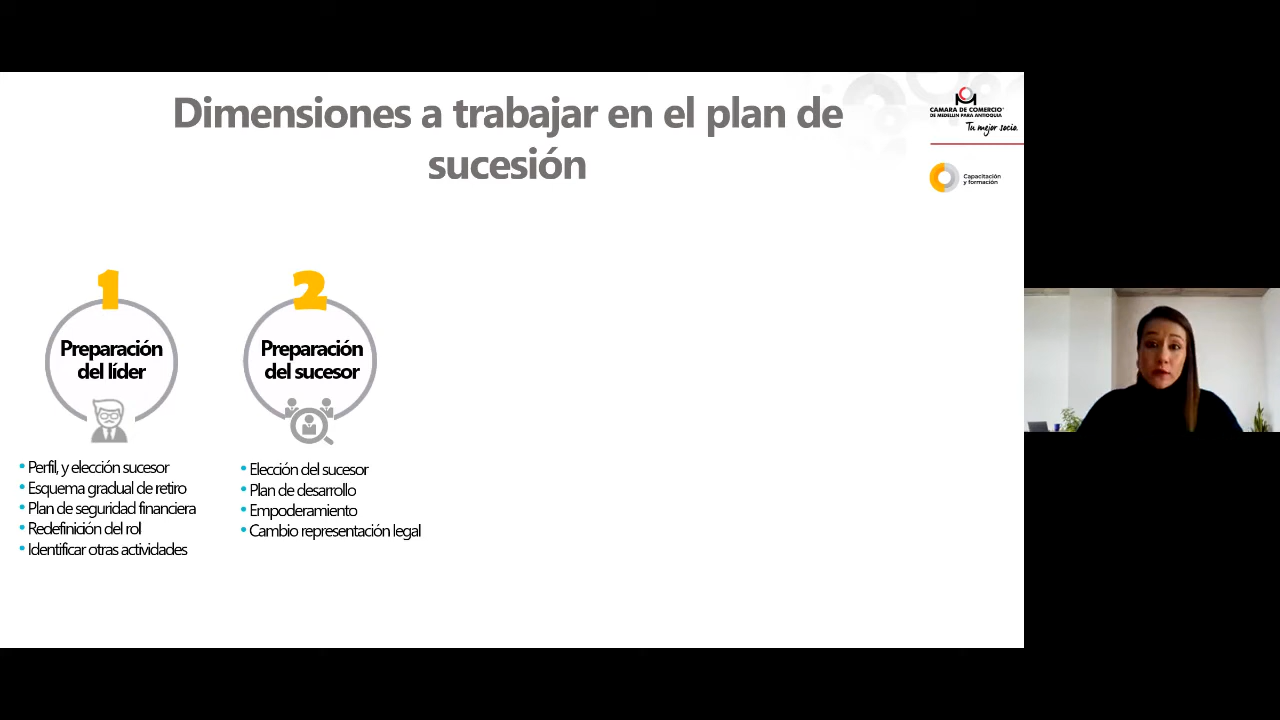 Dimensiones a trabajar en el plan de
sucesión
CAMARA DE COMERCIO
DE MEDELLIN PARA ANTIOQUIA
Tu mejor socio.
Capacitación
y formación
1
Preparación
del líder
• Perfil, y elección sucesor
• Esquema gradual de retiro
• Plan de seguridad financiera
• Redefinición del rol
• Identificar otras actividades
2
Preparación
del sucesor
• Elección del sucesor
• Plan de desarrollo
• Empoderamiento
• Cambio representación legal